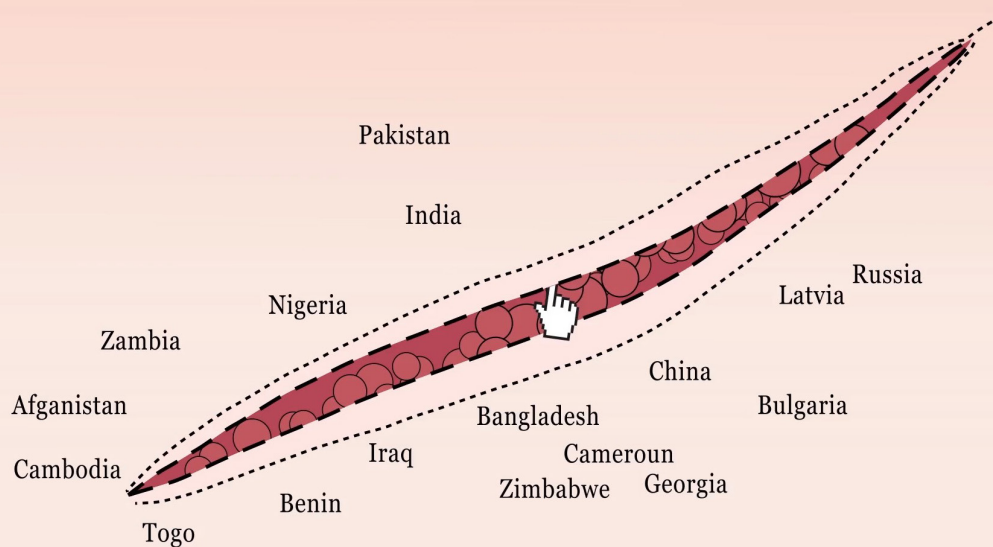 Pakistan
India
Russia
Latvia
Nigeria
Zambia
China
Afganistan
Bulgaria
Bangladesh
Iraq
Cameroun
Cambodia
Georgia
Zimbabwe
Benin
Togo